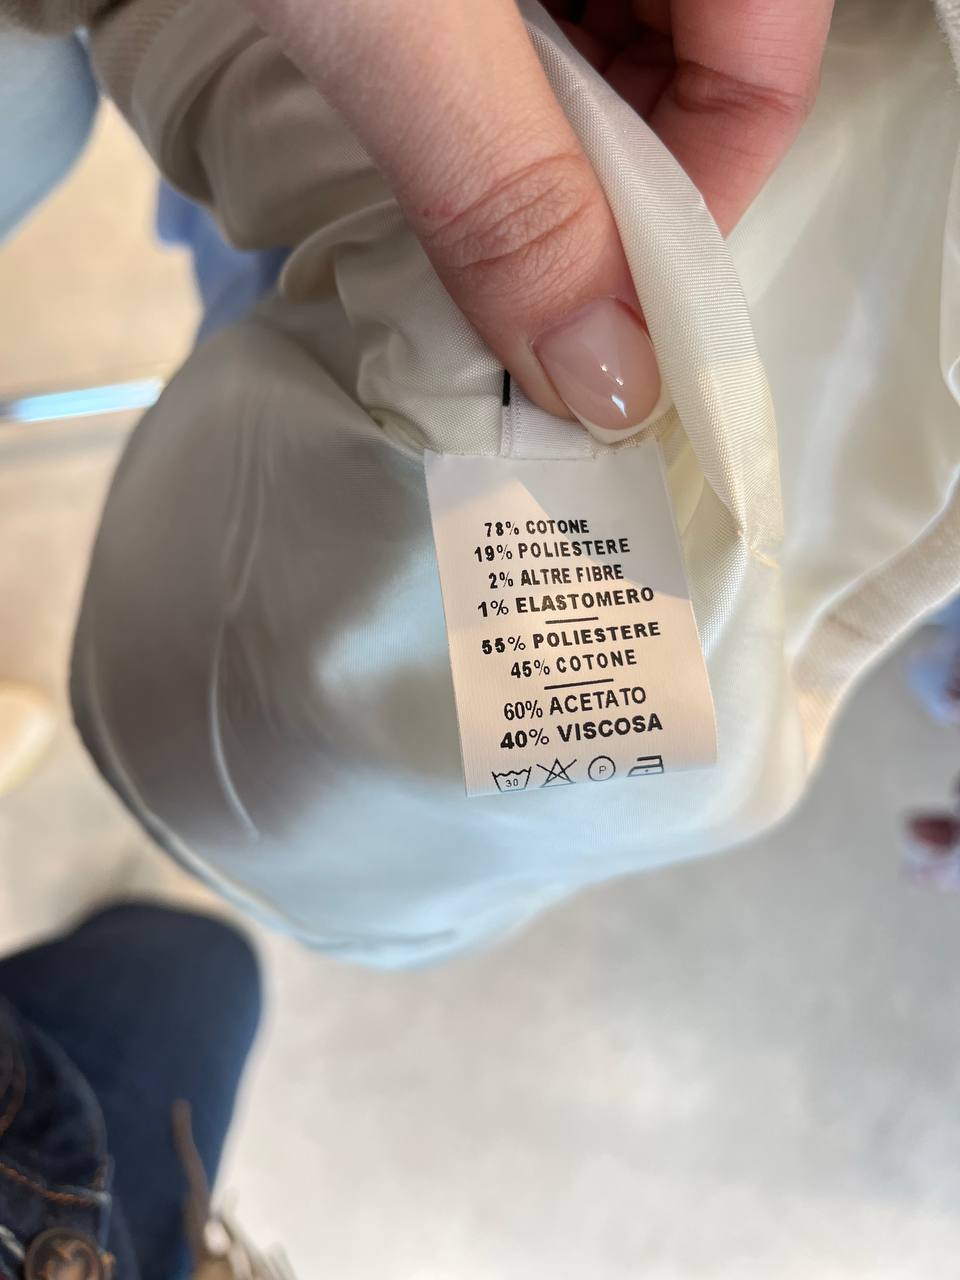 78% COTONE
19% POLIESTERE
2% ALTRE FIBRE
1% ELASTOMERO
55% POLIESTERE
45% COTONE
60% ACETATO
40% VISCOSA
30 P